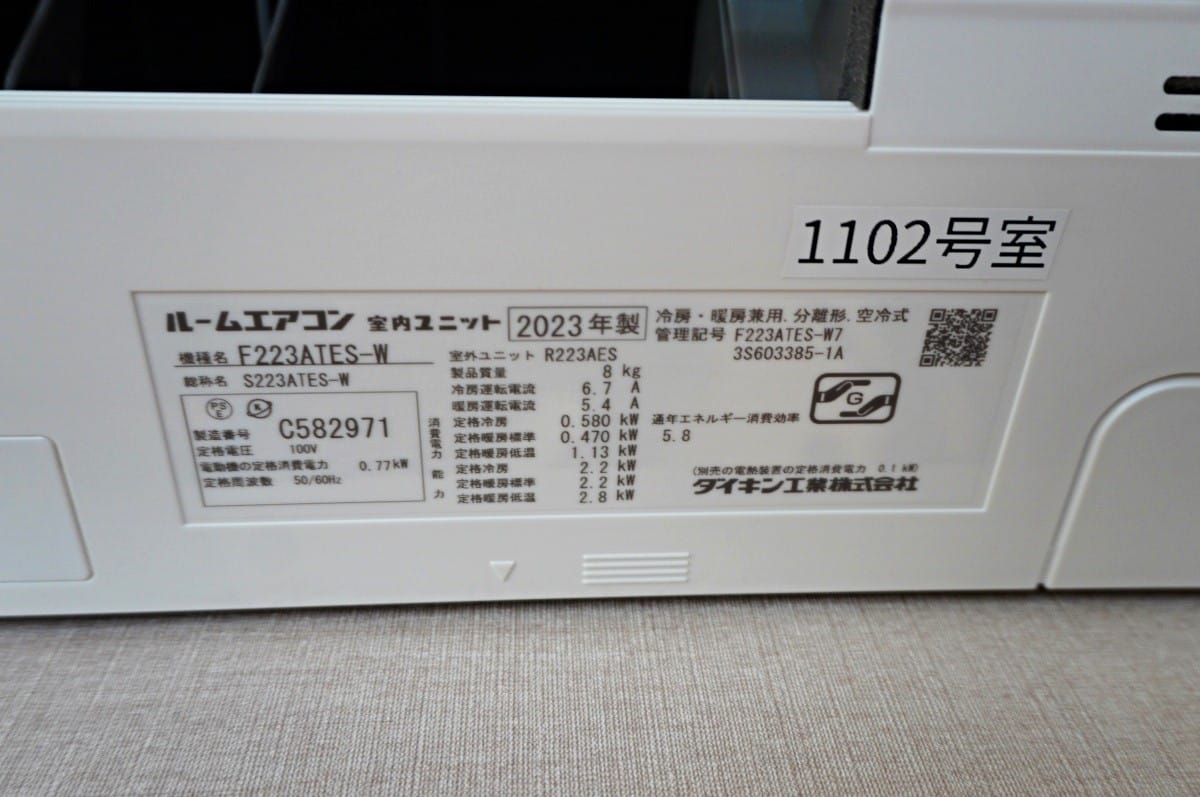 1102号室
ルームエアコン 室内ユニット 2023年製
冷房・暖房兼用.分離形.空冷式
機種名 F223ATES-W
総称名 S223ATES-W
PS
E
製造番号 C582971
定格電圧 100V
電動機の定格消費電力 0.77kW
定格周波数 50/60Hz
室外ユニット R223AES
製品質量 8 kg
冷房運転電流 6.7 A
暖房運転電流 5.4 A
消費電力
定格冷房 0.580 kW
定格暖房標準 0.470 kW
定格暖房低温 1.13 kW
能力
定格冷房 2.2 kW
定格暖房標準 2.2 kW
定格暖房低温 2.8 kW
管理記号 F223ATES-W7
3S603385-1A
G
通年エネルギー消費効率
5.8
(別売の電熱装置の定格消費電力 0.1 kW)
ダイキン工業株式会社